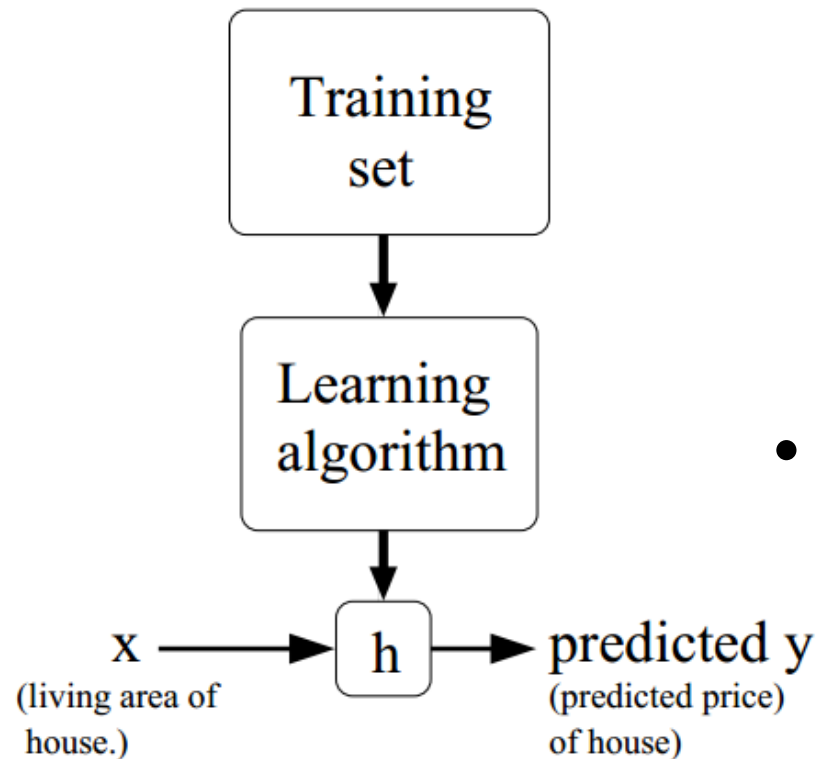 Training
set
Learning
algorithm
•
x
h
predicted y
(living area of
house.)
(predicted price)
of house)